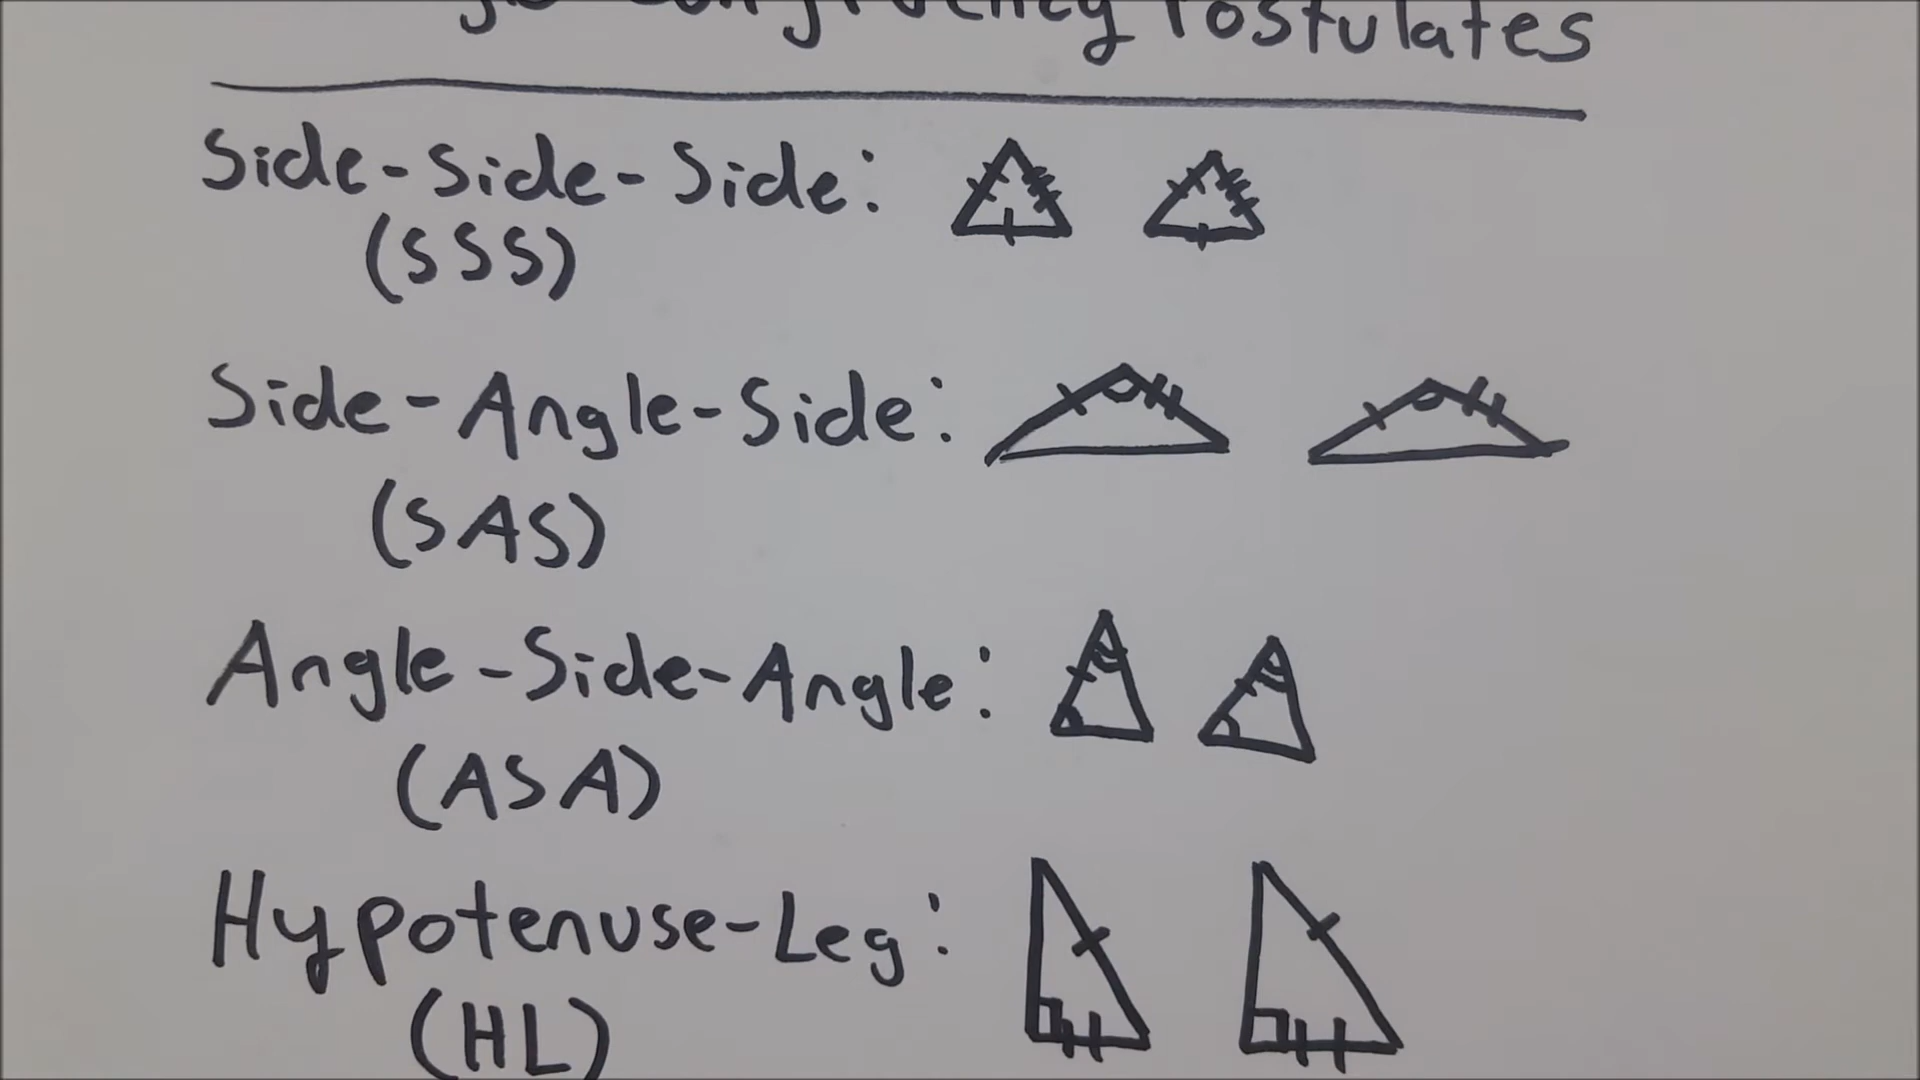 Postulates
Side-Side-Side:
(SSS)
Side-Angle-Side:
(SAS)
Angle-Side-Angle:
(ASA)
Hypotenuse-Leg:
(HL)